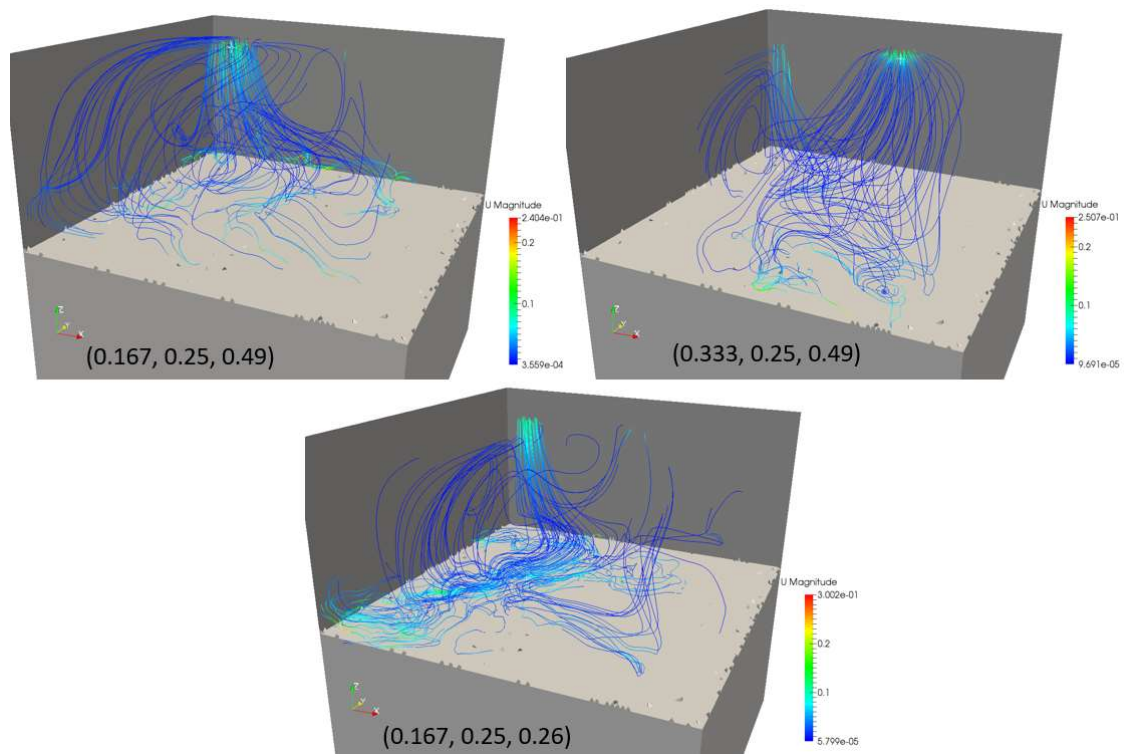 U Magnitude
2.404e-01
0.2
0.1
3.559e-04
Z
Y
X
(0.167, 0.25, 0.49)
U Magnitude
2.507e-01
0.2
0.1
9.691e-05
Z
Y
X
(0.333, 0.25, 0.49)
U Magnitude
3.002e-01
0.2
0.1
5.799e-05
Z
Y
X
(0.167, 0.25, 0.26)